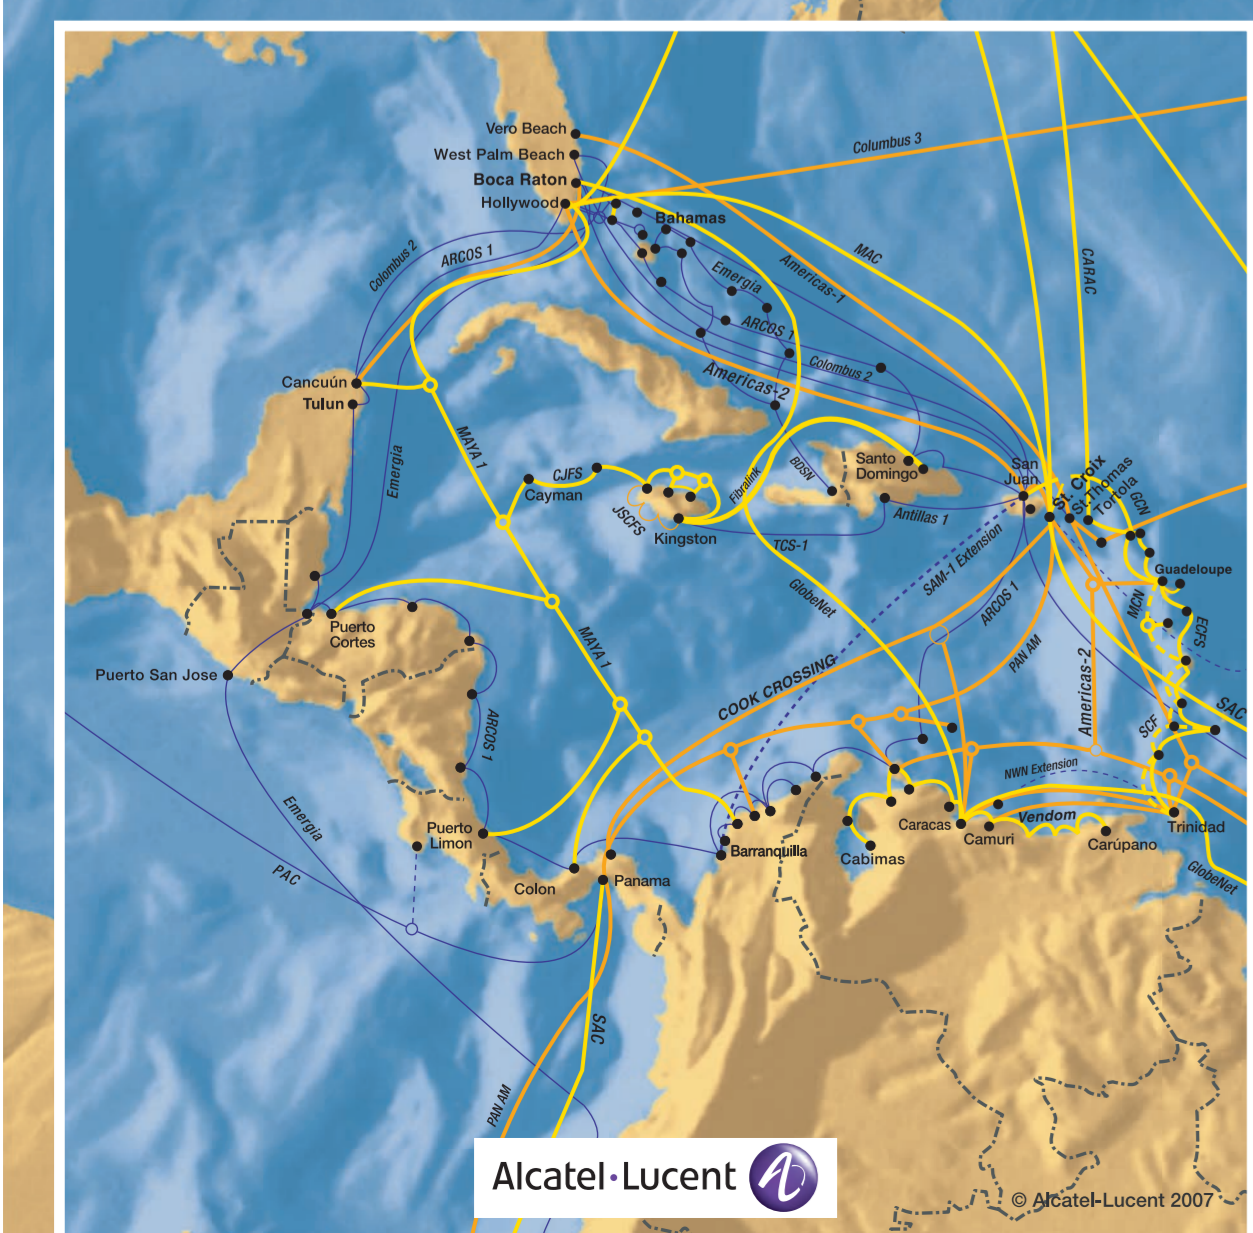 Vero Beach
West Palm Beach
Boca Raton
Hollywood
Bahamas
Columbus 3
Colombus 2
ARCOS 1
Emergia
Americas-1
MAC
CARAC
ARCOS 1
Colombus 2
Americas-2
Cancuún
Tulun
MAYA 1
Emergia
CJFS
Cayman
JSCFS
Kingston
Fibralink
BDSN
Santo
Domingo
San
Juan
St. Croix
St. Thomas
Tortola
GCN
Antillas 1
TCS-1
SAM-1 Extension
GlobeNet
ARCOS 1
PAN AM
Guadeloupe
MCN
ECFS
Puerto
Cortes
MAYA 1
Puerto San Jose
COOK CROSSING
Americas-2
SAC
SCF
NWN Extension
ARCOS 1
Emergia
Puerto
Limon
PAC
Colon
Panama
Barranquilla
Cabimas
Caracas
Camuri
Vendom
Carúpano
Trinidad
GlobeNet
SAC
PAN AM
Alcatel·Lucent
© Alcatel-Lucent 2007